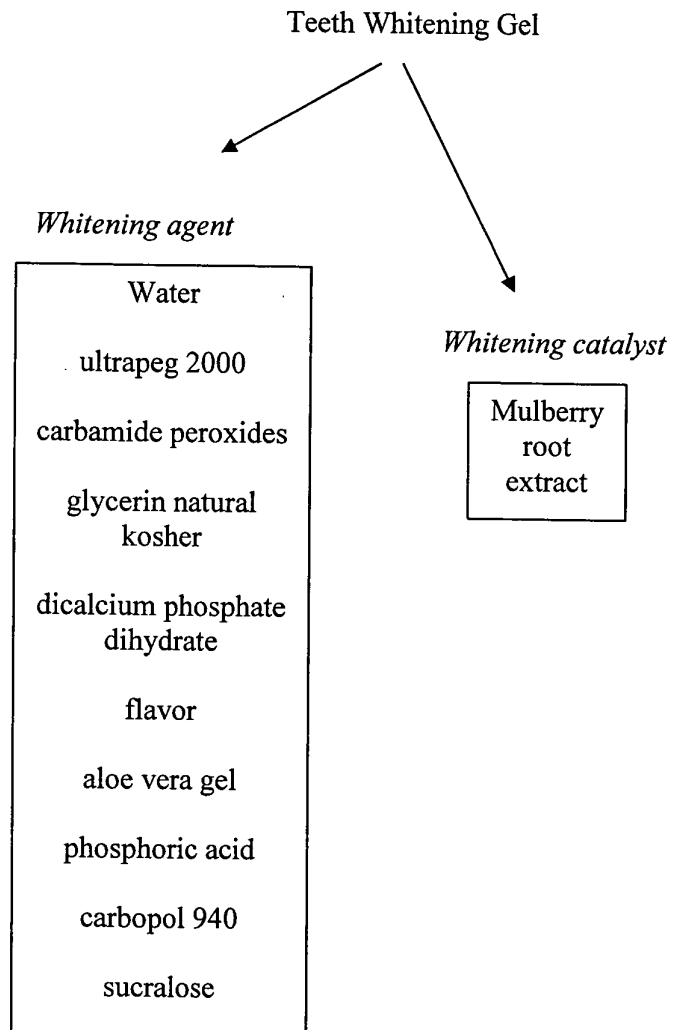 Teeth Whitening Gel
Whitening agent
Water
ultrapeg 2000
carbamide peroxides
glycerin natural
kosher
dicalcium phosphate
dihydrate
flavor
aloe vera gel
phosphoric acid
carbopol 940
sucralose
Whitening catalyst
Mulberry
root
extract